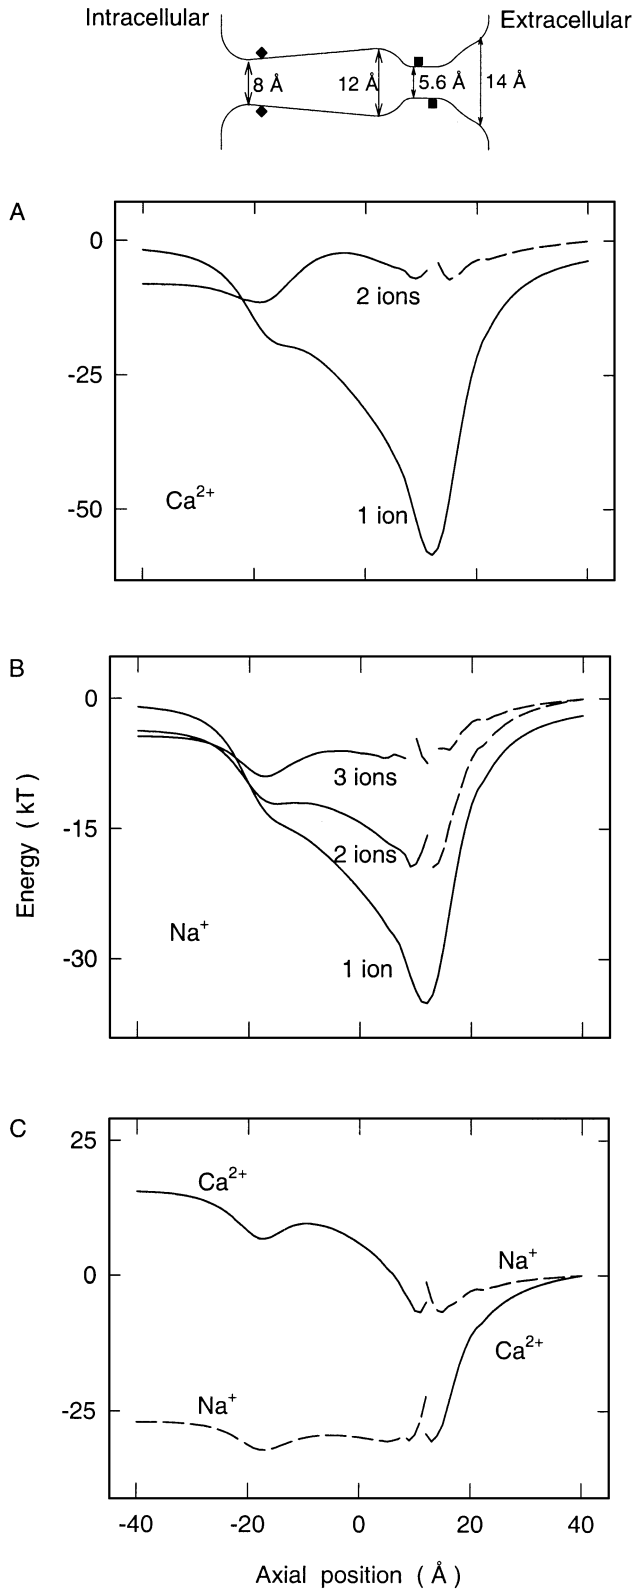 Intracellular Extracellular
8 Å 12 Å 5.6 Å 14 Å
A
0
2 ions
-25
Ca²⁺
-50
1 ion
B
0
3 ions
-15
2 ions
Na⁺
-30
1 ion
Energy ( kT )
C
25
Ca²⁺
Na⁺
0
Ca²⁺
Na⁺
-25
-40 -20 0 20 40
Axial position ( Å )